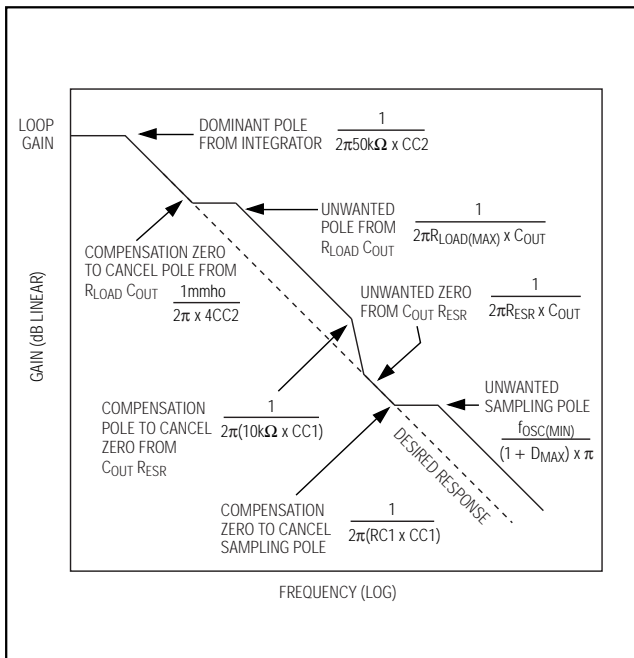 LOOP
GAIN
DOMINANT POLE
FROM INTEGRATOR
1
2π50kΩ x CC2
UNWANTED
POLE FROM
RLOAD COUT
1
2πRLOAD(MAX) x COUT
COMPENSATION ZERO
TO CANCEL POLE FROM
RLOAD COUT
1mmho
2π x 4CC2
UNWANTED ZERO
FROM COUT RESR
1
2πRESR x COUT
GAIN (dB LINEAR)
COMPENSATION
POLE TO CANCEL
ZERO FROM
COUT RESR
1
2π(10kΩ x CC1)
UNWANTED
SAMPLING POLE
fOSC(MIN)
(1 + DMAX) x π
DESIRED RESPONSE
COMPENSATION
ZERO TO CANCEL
SAMPLING POLE
1
2π(RC1 x CC1)
FREQUENCY (LOG)